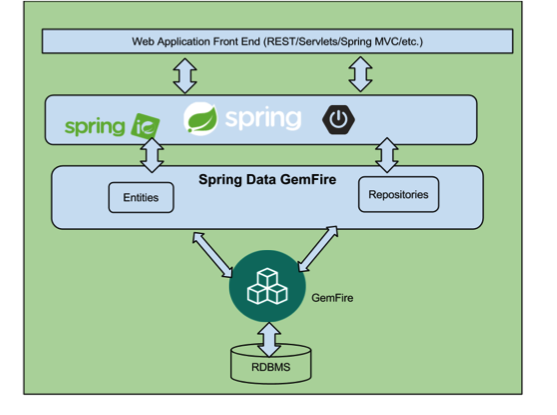 Web Application Front End (REST/Servlets/Spring MVC/etc.)
spring io
spring
Spring Data GemFire
Entities
Repositories
GemFire
RDBMS